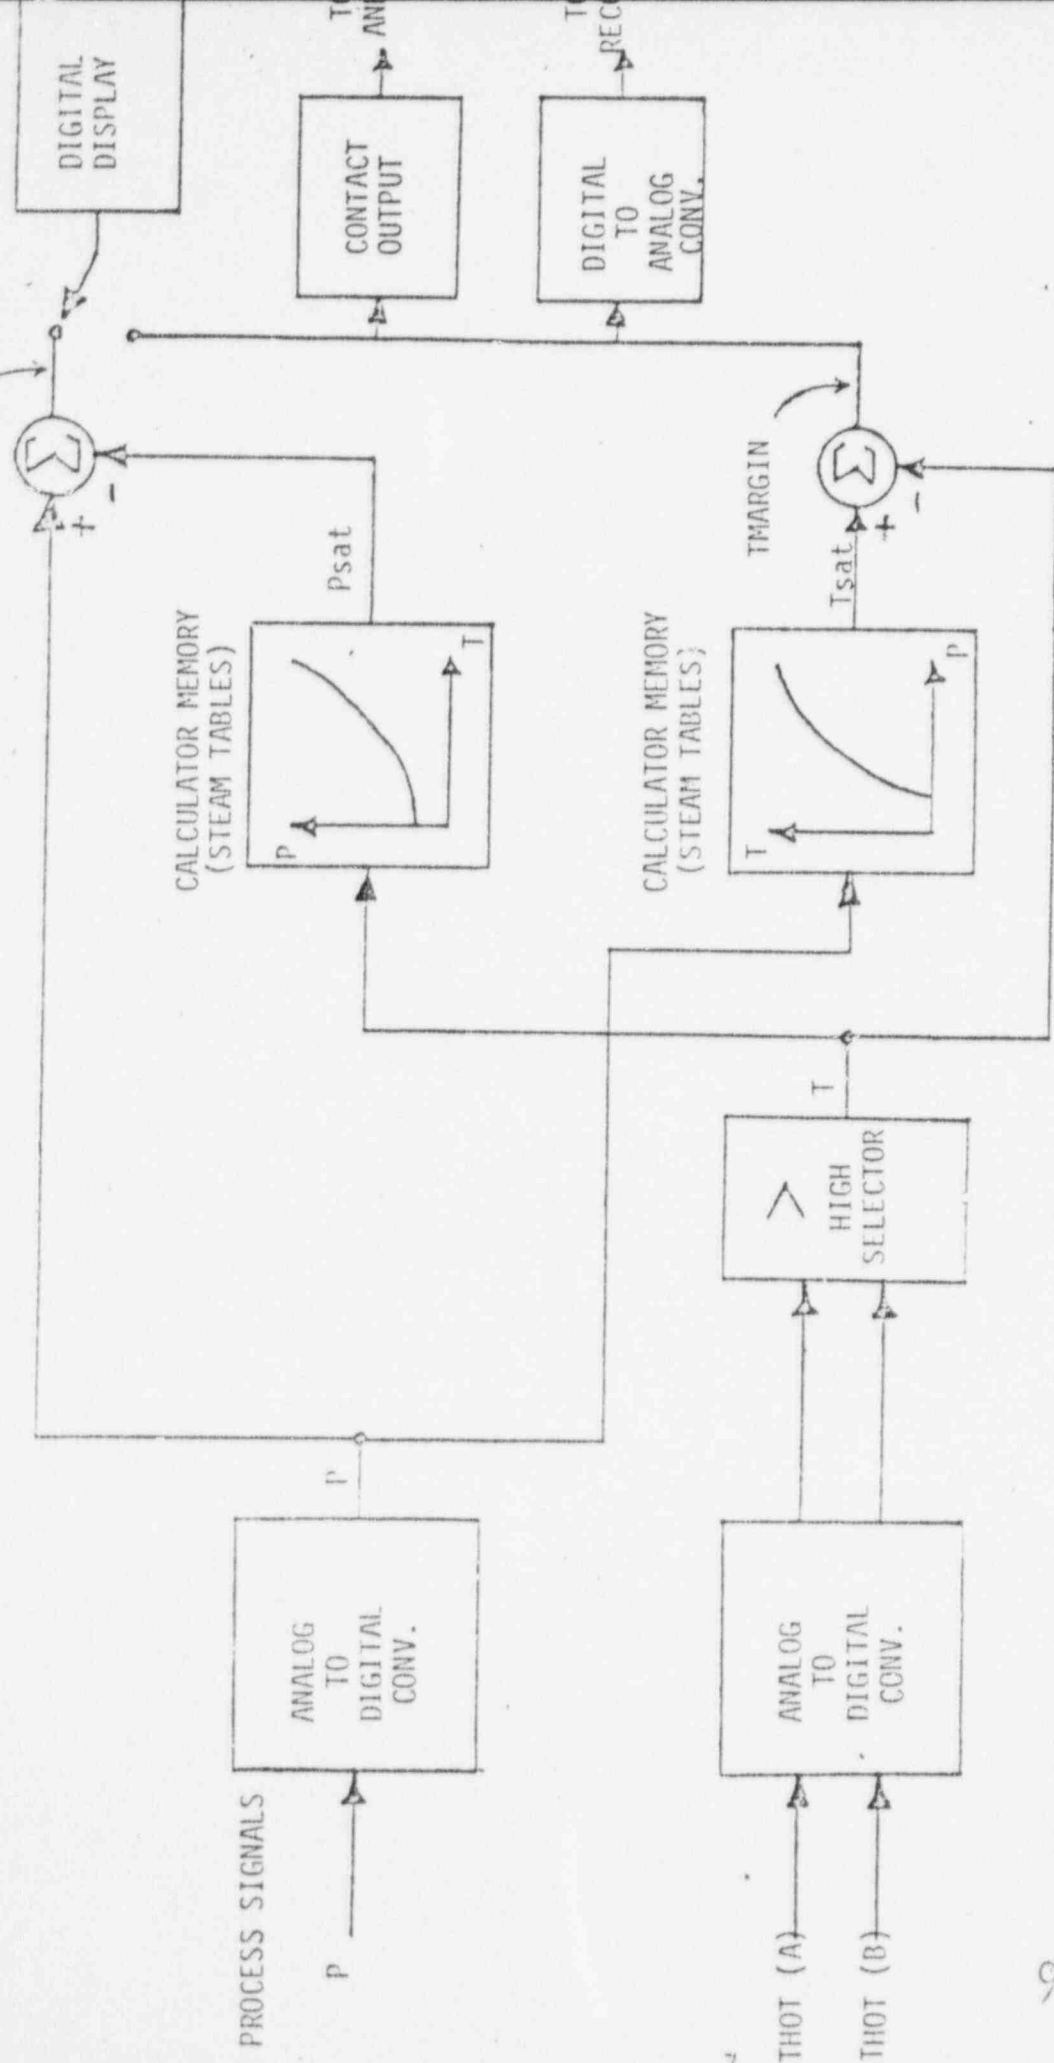 PROCESS SIGNALS
P
ANALOG
TO
DIGITAL
CONV.
P
THOT (A)
THOT (B)
ANALOG
TO
DIGITAL
CONV.
>
HIGH
SELECTOR
T
CALCULATOR MEMORY
(STEAM TABLES)
P
T
Psat
+
-
Σ
CALCULATOR MEMORY
(STEAM TABLES)
T
P
Tsat
+
-
Σ
TMARGIN
DIGITAL
DISPLAY
CONTACT
OUTPUT
DIGITAL
TO
ANALOG
CONV.